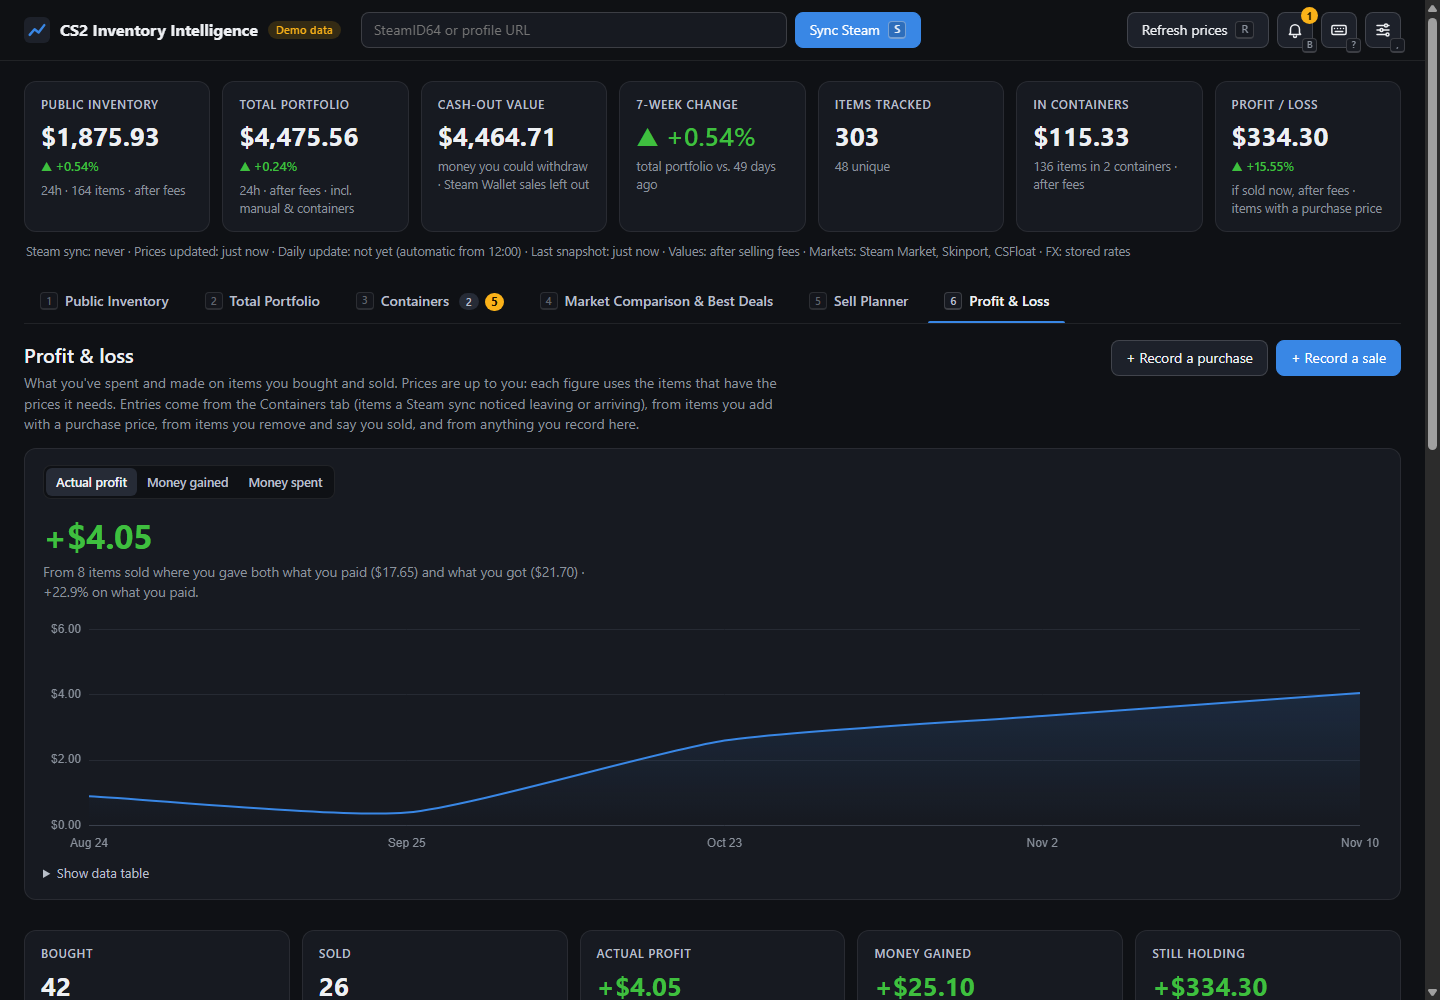 CS2 Inventory Intelligence Demo data SteamID64 or profile URL Sync Steam S Refresh prices R 1 B ? ,
PUBLIC INVENTORY
$1,875.93
▲ +0.54%
24h · 164 items · after fees
TOTAL PORTFOLIO
$4,475.56
▲ +0.24%
24h · after fees · incl.
manual & containers
CASH-OUT VALUE
$4,464.71
money you could withdraw
· Steam Wallet sales left out
7-WEEK CHANGE
▲ +0.54%
total portfolio vs. 49 days
ago
ITEMS TRACKED
303
48 unique
IN CONTAINERS
$115.33
136 items in 2 containers ·
after fees
PROFIT / LOSS
$334.30
▲ +15.55%
if sold now, after fees ·
items with a purchase price
Steam sync: never · Prices updated: just now · Daily update: not yet (automatic from 12:00) · Last snapshot: just now · Values: after selling fees · Markets: Steam Market, Skinport, CSFloat · FX: stored rates
1 Public Inventory 2 Total Portfolio 3 Containers 2 5 4 Market Comparison & Best Deals 5 Sell Planner 6 Profit & Loss
Profit & loss
+ Record a purchase + Record a sale
What you've spent and made on items you bought and sold. Prices are up to you: each figure uses the items that have the
prices it needs. Entries come from the Containers tab (items a Steam sync noticed leaving or arriving), from items you add
with a purchase price, from items you remove and say you sold, and from anything you record here.
Actual profit Money gained Money spent
+$4.05
From 8 items sold where you gave both what you paid ($17.65) and what you got ($21.70) ·
+22.9% on what you paid.
$6.00
$4.00
$2.00
$0.00
Aug 24 Sep 25 Oct 23 Nov 2 Nov 10
▶ Show data table
BOUGHT
42
SOLD
26
ACTUAL PROFIT
+$4.05
MONEY GAINED
+$25.10
STILL HOLDING
+$334.30